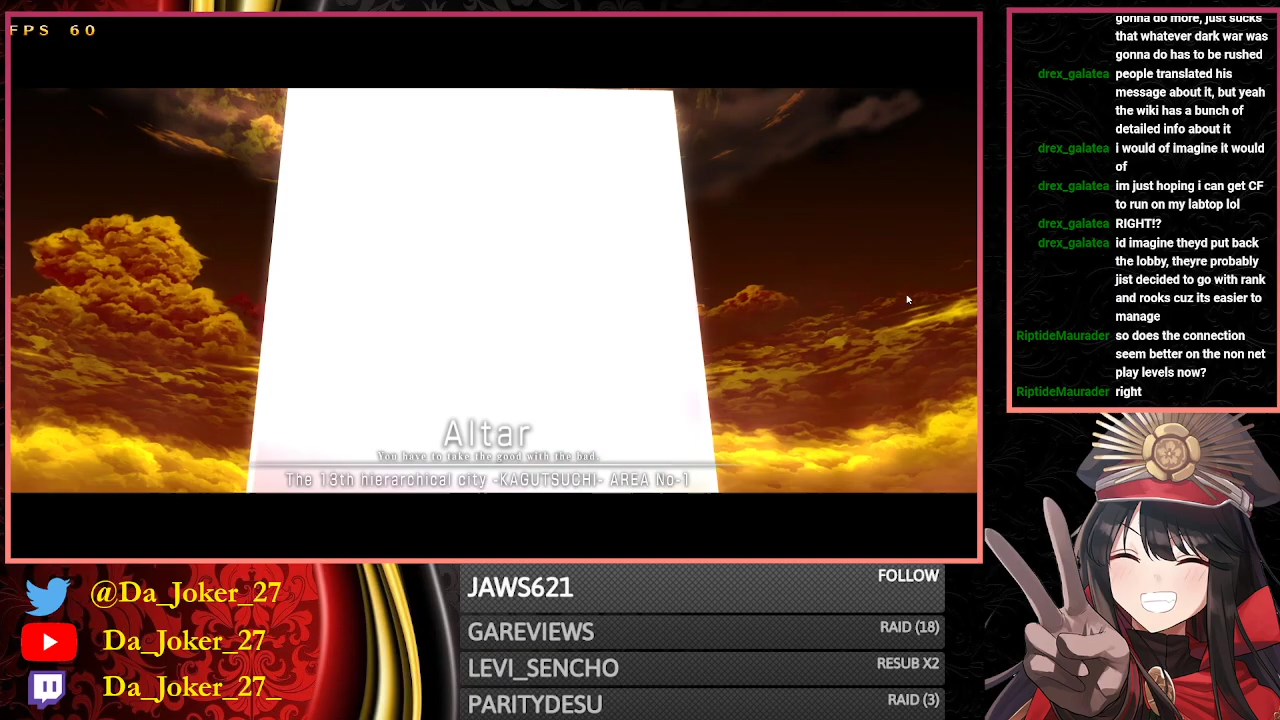 FPS 60
Altar
You have to take the good with the bad.
The 13th hierarchical city -KAGUTSUCHI- AREA No-1
gonna do more, just sucks
that whatever dark war was
gonna do has to be rushed
drex_galatea people translated his
message about it, but yeah
the wiki has a bunch of
detailed info about it
drex_galatea i would of imagine it would
of
drex_galatea im just hoping i can get CF
to run on my labtop lol
drex_galatea RIGHT!?
drex_galatea id imagine theyd put back
the lobby, theyre probably
jist decided to go with rank
and rooks cuz its easier to
manage
RiptideMaurader so does the connection
seem better on the non net
play levels now?
RiptideMaurader right
@Da_Joker_27
Da_Joker_27
Da_Joker_27_
JAWS621 FOLLOW
GAREVIEWS RAID (18)
LEVI_SENCHO RESUB X2
PARITYDESU RAID (3)